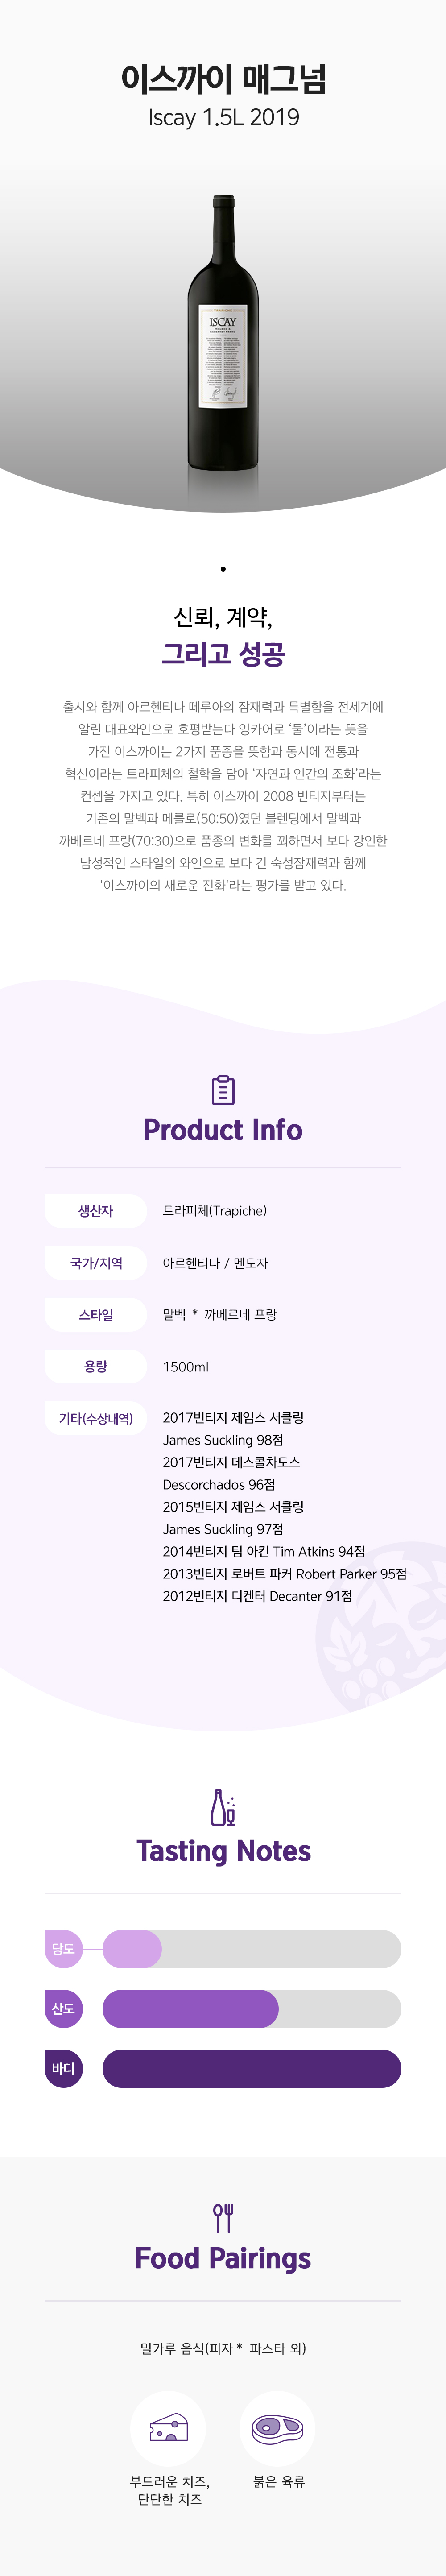 이스까이 매그넘
Iscay 1.5L 2019
ISCAY
신뢰, 계약,
그리고 성공
출시와 함께 아르헨티나 떼루아의 잠재력과 특별함을 전세계에
알린 대표와인으로 호평받는다 잉카어로 '둘'이라는 뜻을
가진 이스까이는 2가지 품종을 뜻함과 동시에 전통과
혁신이라는 트라피체의 철학을 담아 '자연과 인간의 조화'라는
컨셉을 가지고 있다. 특히 이스까이 2008 빈티지부터는
기존의 말벡과 메를로(50:50)였던 블렌딩에서 말벡과
까베르네 프랑(70:30)으로 품종의 변화를 꾀하면서 보다 강인한
남성적인 스타일의 와인으로 보다 긴 숙성잠재력과 함께
'이스까이의 새로운 진화'라는 평가를 받고 있다.
Product Info
생산자 트라피체(Trapiche)
국가/지역 아르헨티나 / 멘도자
스타일 말벡 * 까베르네 프랑
용량 1500ml
기타(수상내역) 2017빈티지 제임스 서클링
James Suckling 98점
2017빈티지 데스콜차도스
Descorchados 96점
2015빈티지 제임스 서클링
James Suckling 97점
2014빈티지 팀 아킨 Tim Atkins 94점
2013빈티지 로버트 파커 Robert Parker 95점
2012빈티지 디켄터 Decanter 91점
Tasting Notes
당도
산도
바디
Food Pairings
밀가루 음식(피자 * 파스타 외)
부드러운 치즈,
단단한 치즈
붉은 육류